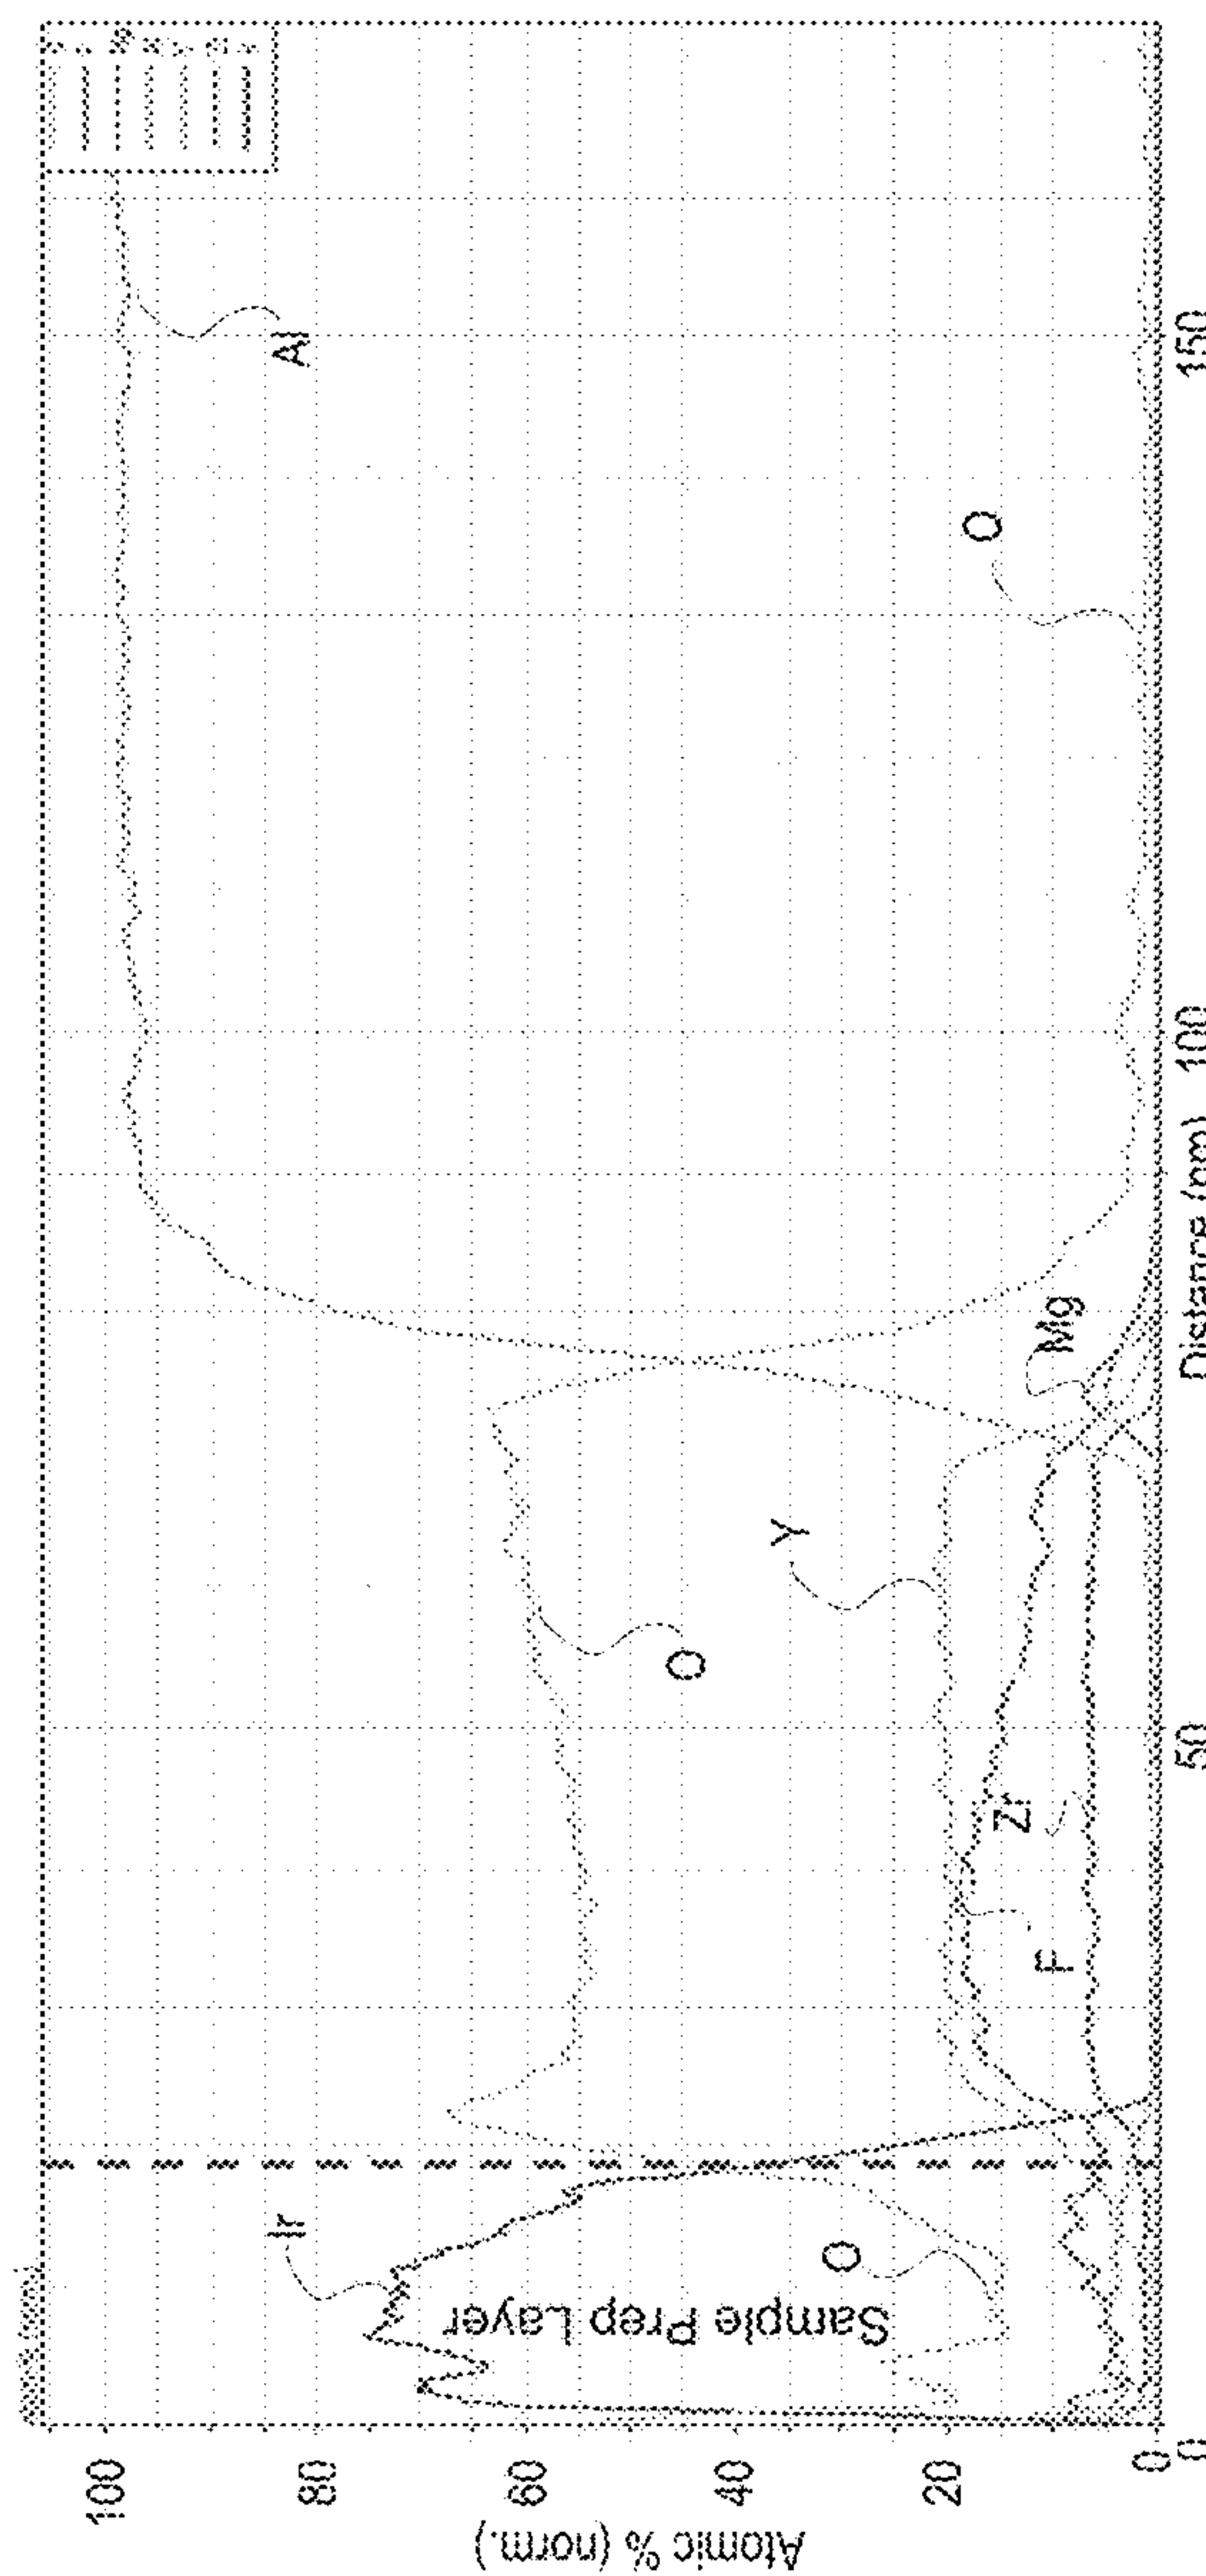 Atomic % (norm.)
100
80
60
40
20
0
Ir
Sample Prep Layer
O
O
F
Zr
Y
Mg
Al
O
0
50
100
150
Distance (nm)